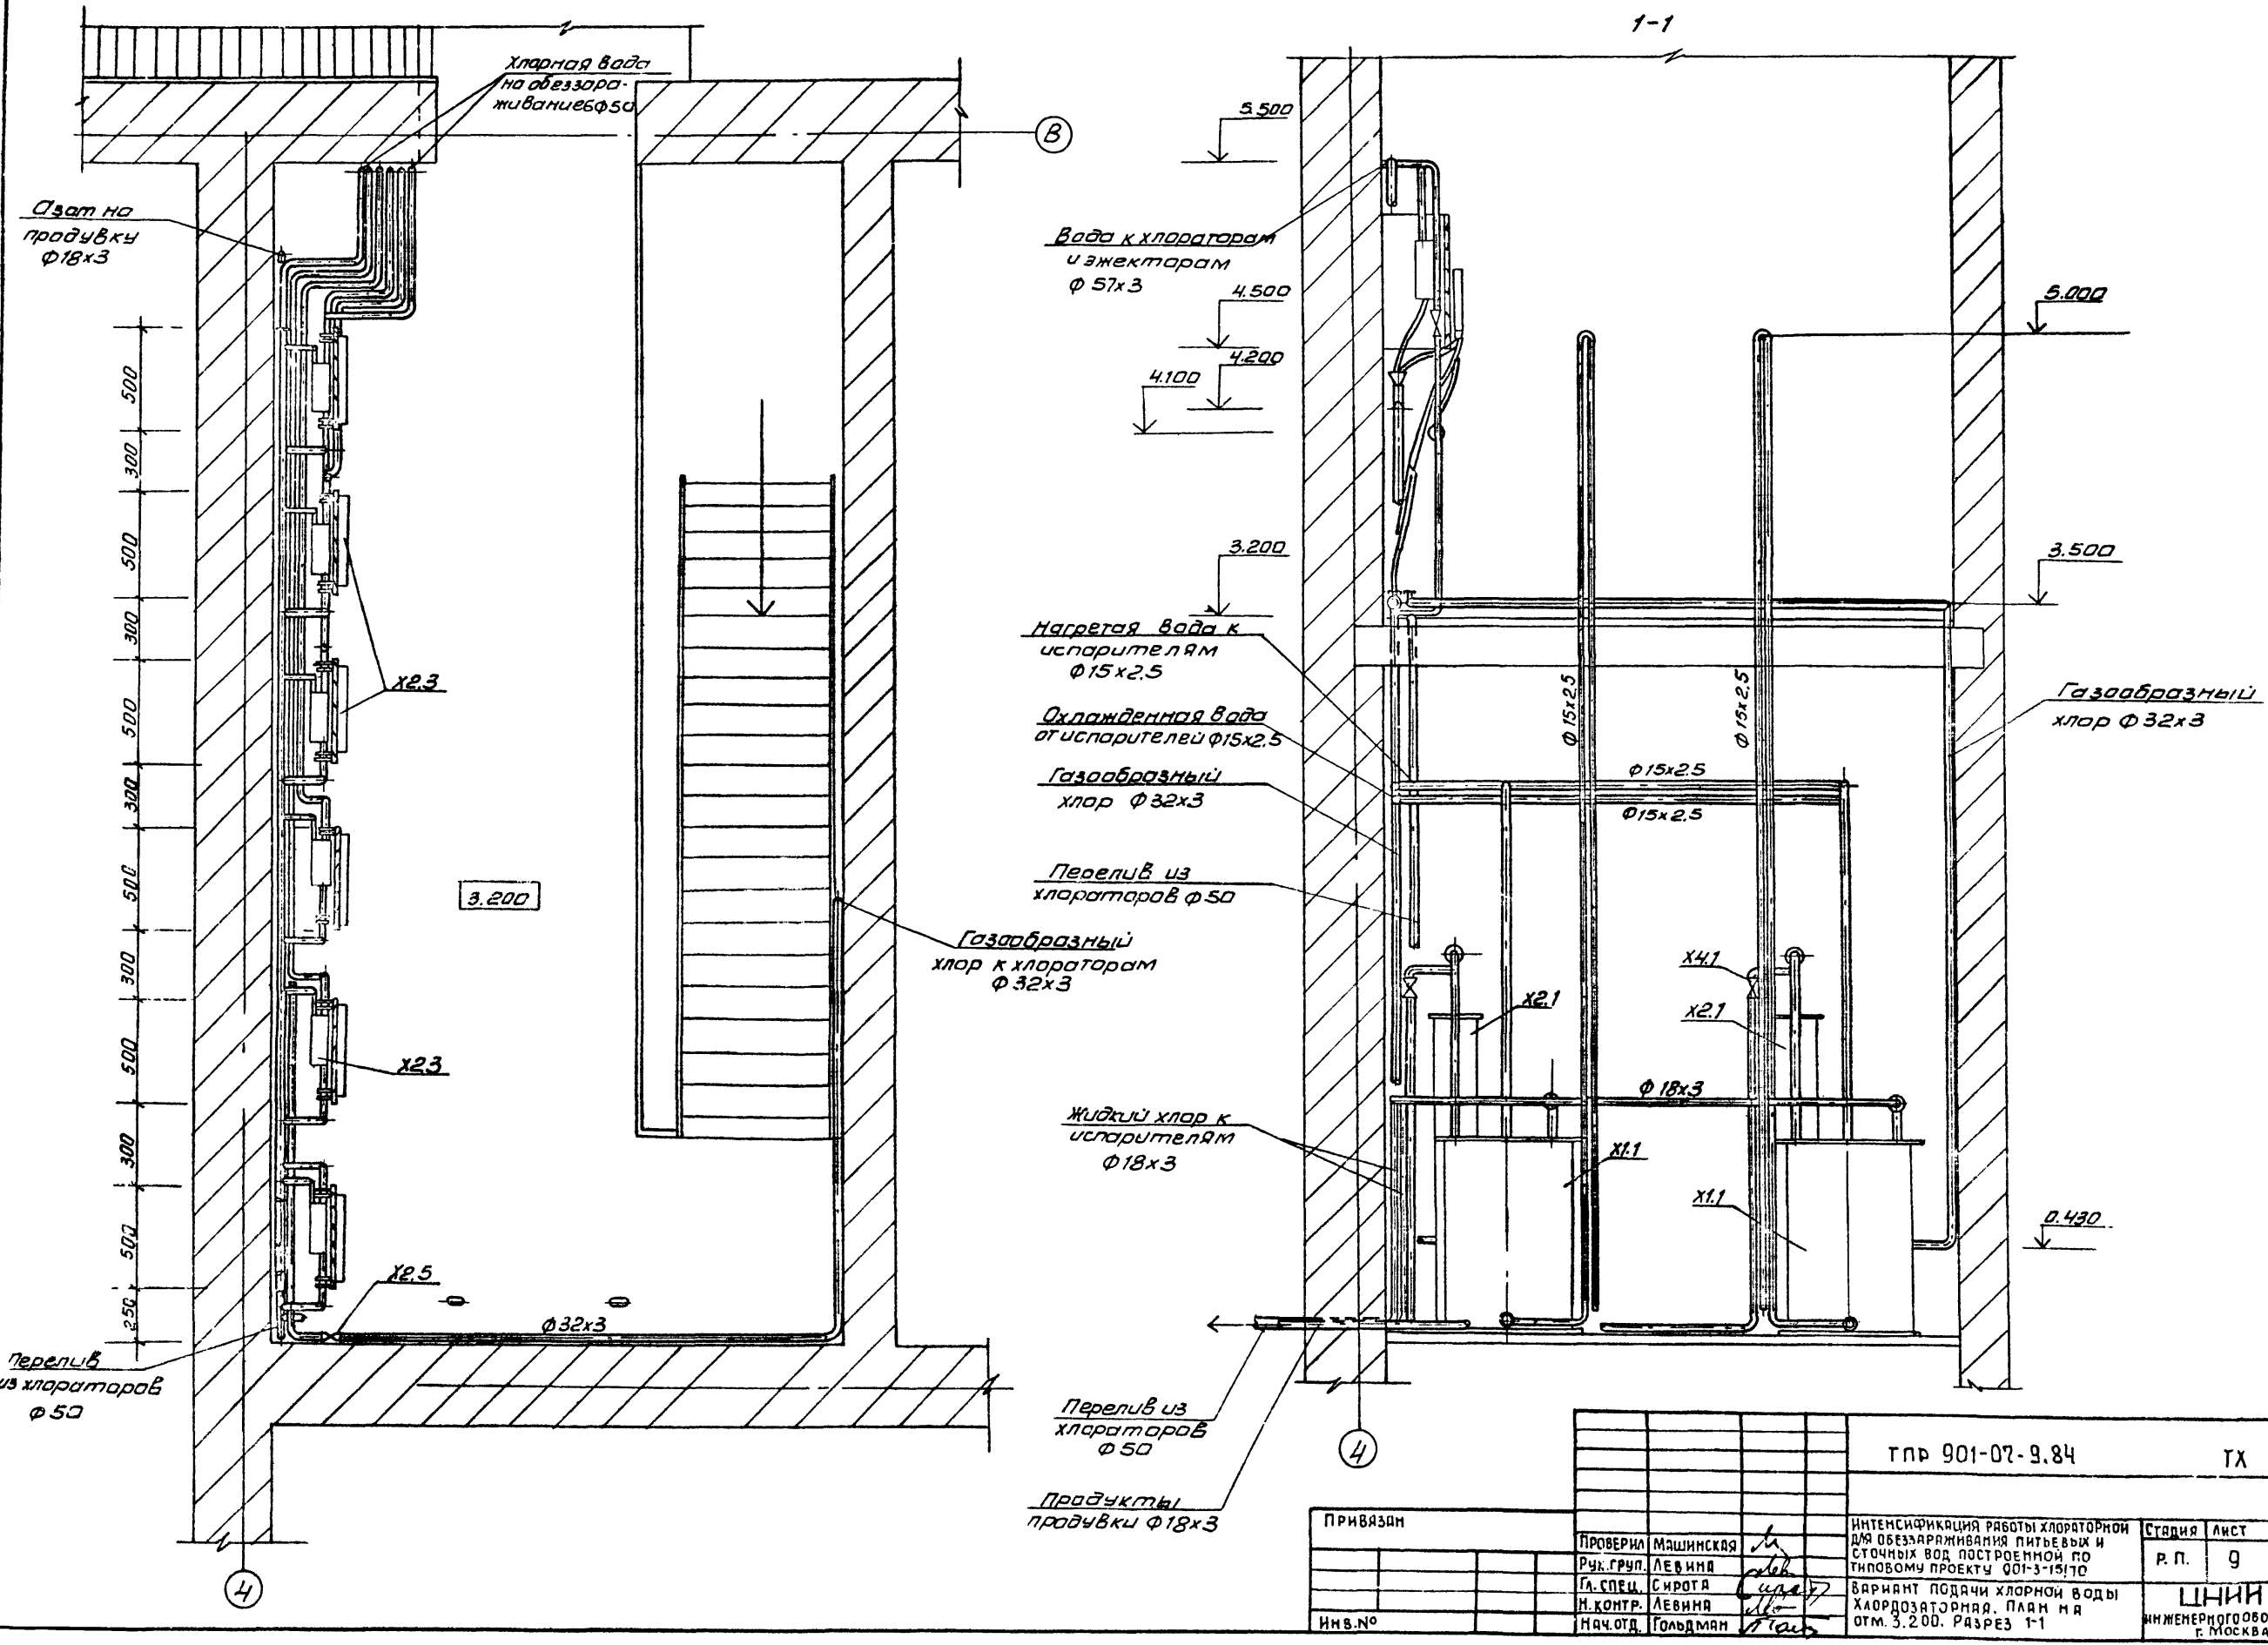 Хлорная вода
на обеззара-
живание 6ф50
В
Азот на
продувку
ф18х3
500
300
500
300
500
300
500
300
500
300
500
250
Х2.3
3.200
Газообразный
хлор к хлораторам
ф32х3
Х2.3
Х2.5
ф32х3
Перелив
из хлораторов
ф50
4
1-1
5.500
Вода к хлораторам
и эжекторам
ф57х3
4.500
4.200
4.100
3.200
5.000
3.500
Нагретая вода к
испарителям
ф15х2.5
Охлажденная вода
от испарителей ф15х2.5
Газообразный
хлор ф32х3
Перелив из
хлораторов ф50
ф15х2.5
ф15х2.5
ф15х2.5
ф15х2.5
Газообразный
хлор ф32х3
Х4.1
Х2.1
Х2.1
ф18х3
Жидкий хлор к
испарителям
ф18х3
Х1.1
Х1.1
0.430
Перелив из
хлораторов
ф50
4
Продукты
продувки ф18х3
ТПР 901-07-9.84 ТХ
Привязан
Инв.№
Проверил Машинская
Рук.груп. Левина
Гл. спец. Сирота
Н.контр. Левина
Нач.отд. Гольдман
Интенсификация работы хлораторной
для обеззараживания питьевых и
сточных вод построенной по
типовому проекту 901-3-15/70
Вариант подачи хлорной воды
Хлордозаторная. План на
отм. 3.200. Разрез 1-1
Стадия Лист
Р.П. 9
ЦНИИ
г. Москва